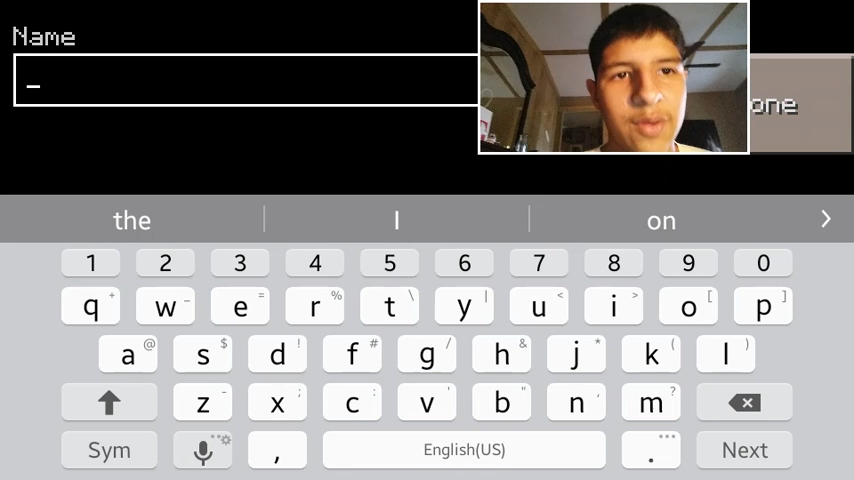 Name
_
one
the I on >
1 2 3 4 5 6 7 8 9 0
q + w _ e = r % t \ y | u < i > o [ p ]
a @ s $ d ! f # g / h & j * k ( l )
z - x ; c : v ' b " n , m ?
Sym , English(US) . ... Next